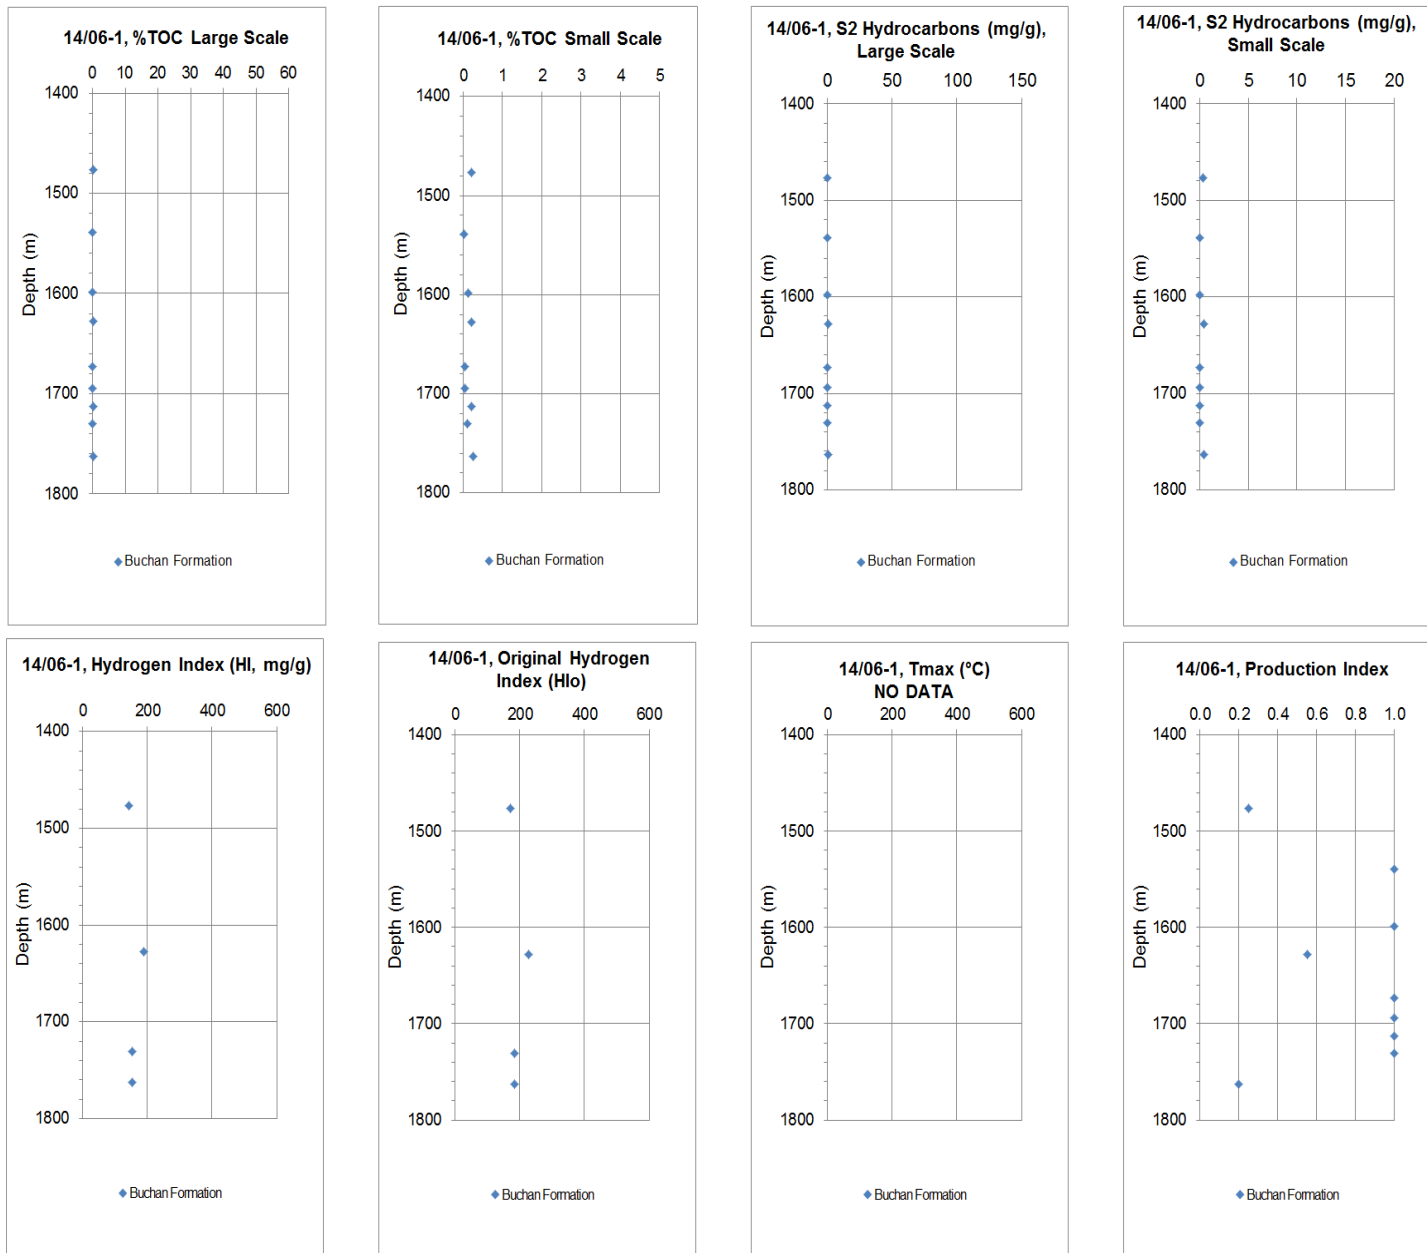 14/06-1, %TOC Large Scale
0 10 20 30 40 50 60
1400
1500
1600
1700
1800
Depth (m)
Buchan Formation
14/06-1, %TOC Small Scale
0 1 2 3 4 5
1400
1500
1600
1700
1800
Depth (m)
Buchan Formation
14/06-1, S2 Hydrocarbons (mg/g),
Large Scale
0 50 100 150
1400
1500
1600
1700
1800
Depth (m)
Buchan Formation
14/06-1, S2 Hydrocarbons (mg/g),
Small Scale
0 5 10 15 20
1400
1500
1600
1700
1800
Depth (m)
Buchan Formation
14/06-1, Hydrogen Index (HI, mg/g)
0 200 400 600
1400
1500
1600
1700
1800
Depth (m)
Buchan Formation
14/06-1, Original Hydrogen
Index (HIo)
0 200 400 600
1400
1500
1600
1700
1800
Depth (m)
Buchan Formation
14/06-1, Tmax (°C)
NO DATA
0 200 400 600
1400
1500
1600
1700
1800
Depth (m)
Buchan Formation
14/06-1, Production Index
0.0 0.2 0.4 0.6 0.8 1.0
1400
1500
1600
1700
1800
Depth (m)
Buchan Formation